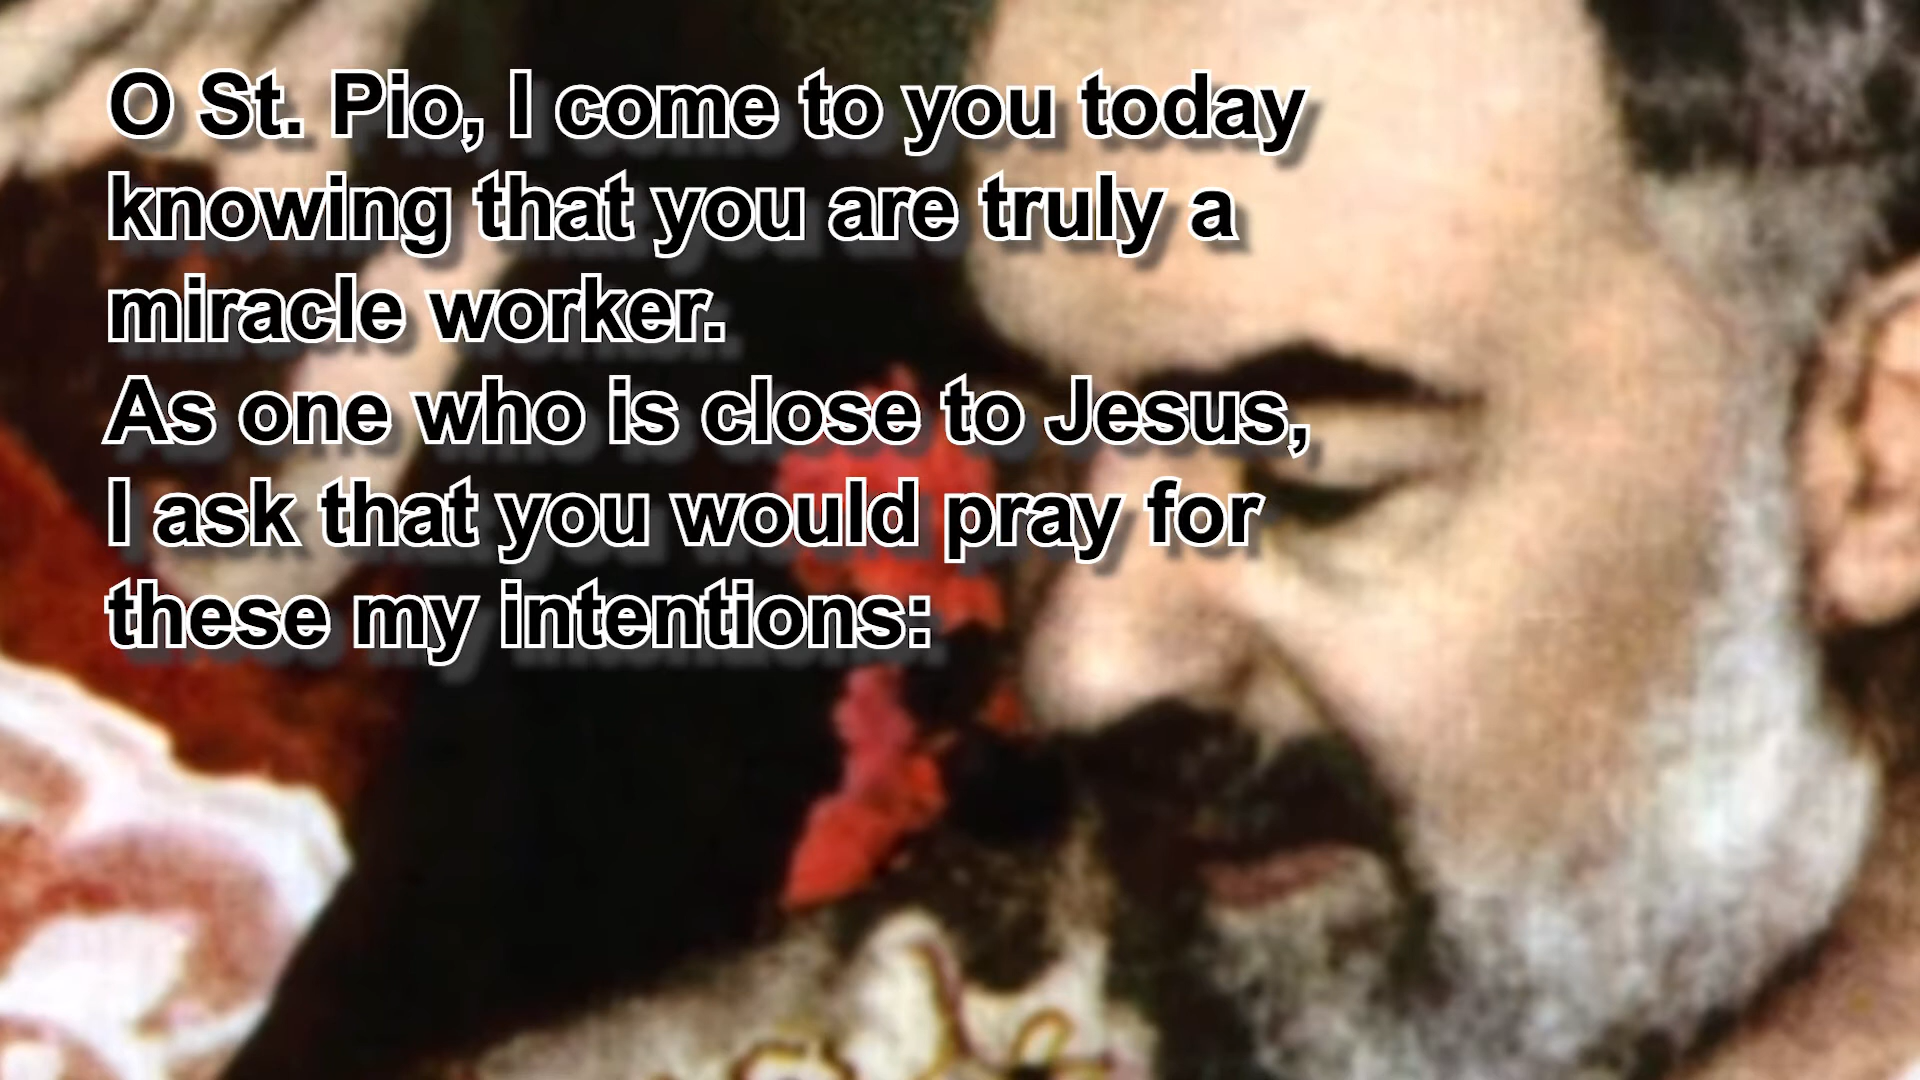 O St. Pio, I come to you today
knowing that you are truly a
miracle worker.
As one who is close to Jesus,
I ask that you would pray for
these my intentions: